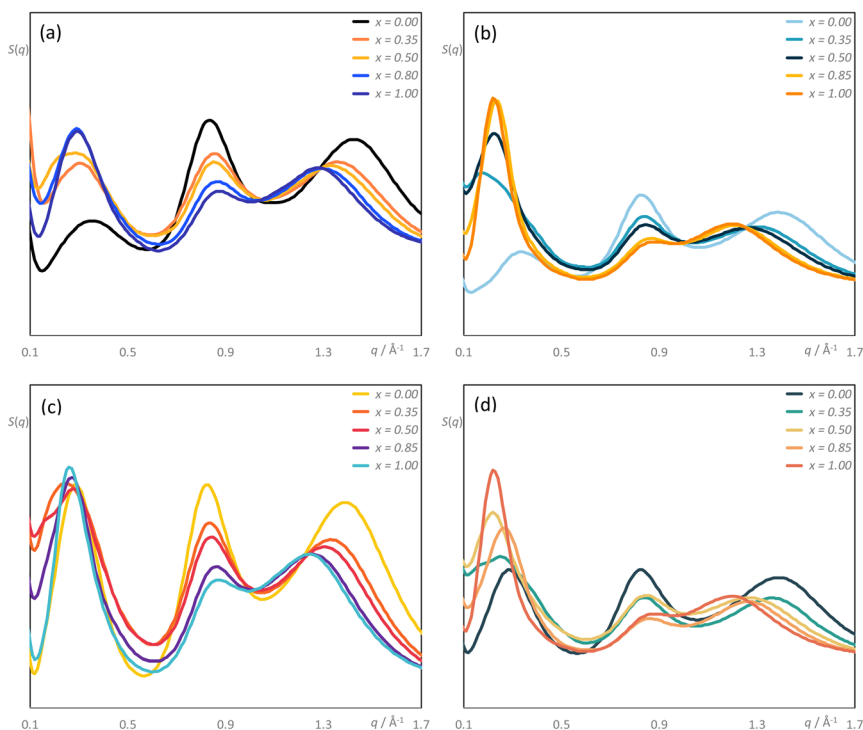 (a)
S(q)
x = 0.00
x = 0.35
x = 0.50
x = 0.80
x = 1.00
0.1 0.5 0.9 1.3 q / Å⁻¹ 1.7
(b)
S(q)
x = 0.00
x = 0.35
x = 0.50
x = 0.85
x = 1.00
0.1 0.5 0.9 1.3 q / Å⁻¹ 1.7
(c)
S(q)
x = 0.00
x = 0.35
x = 0.50
x = 0.85
x = 1.00
0.1 0.5 0.9 1.3 q / Å⁻¹ 1.7
(d)
S(q)
x = 0.00
x = 0.35
x = 0.50
x = 0.85
x = 1.00
0.1 0.5 0.9 1.3 q / Å⁻¹ 1.7